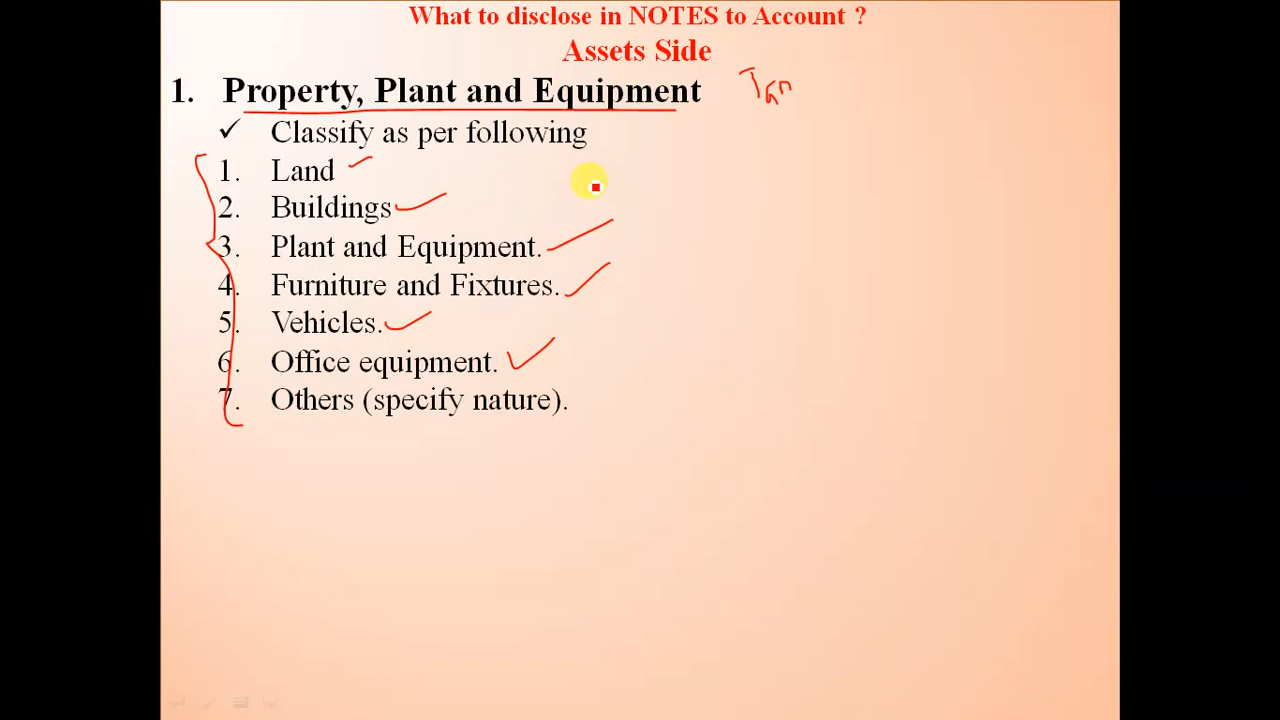 What to disclose in NOTES to Account ?
Assets Side
1. Property, Plant and Equipment
✓ Classify as per following
1. Land
2. Buildings
3. Plant and Equipment.
4. Furniture and Fixtures.
5. Vehicles.
6. Office equipment.
7. Others (specify nature).